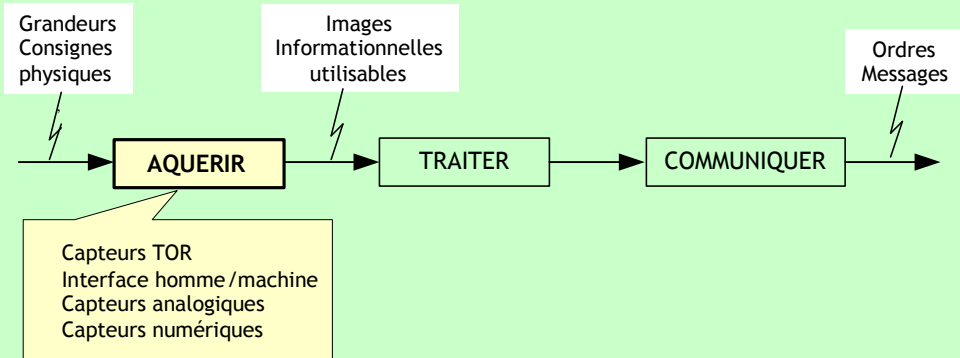 Grandeurs
Consignes
physiques
Images
Informationnelles
utilisables
Ordres
Messages
AQUERIR
TRAITER
COMMUNIQUER
Capteurs TOR
Interface homme/machine
Capteurs analogiques
Capteurs numériques